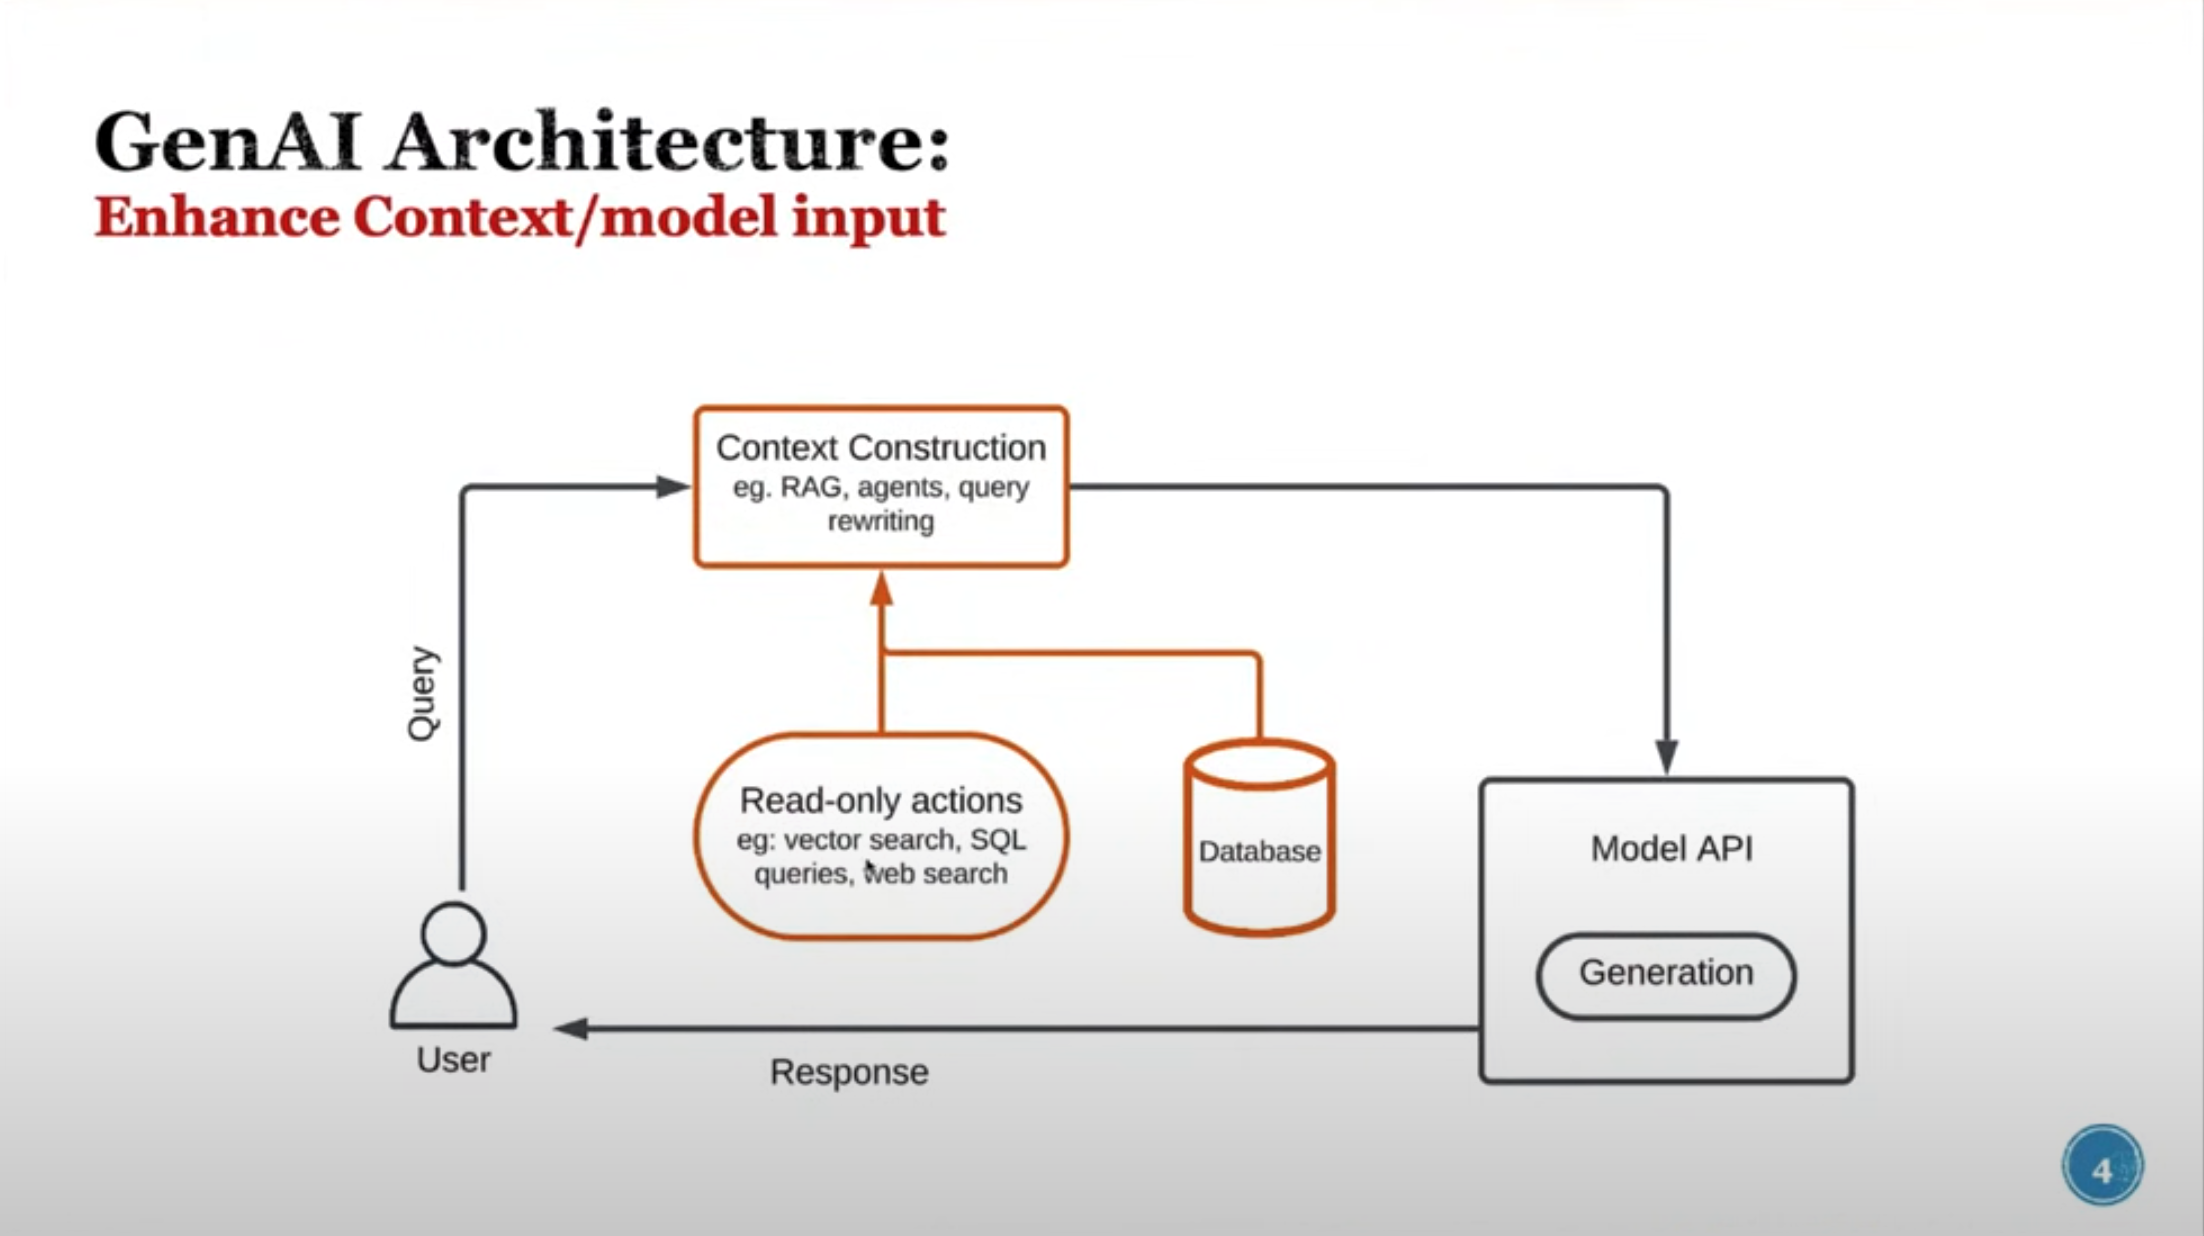 GenAI Architecture:
Enhance Context/model input
Context Construction
eg. RAG, agents, query
rewriting
Query
Read-only actions
eg: vector search, SQL
queries, web search
Database
Model API
Generation
User
Response
4